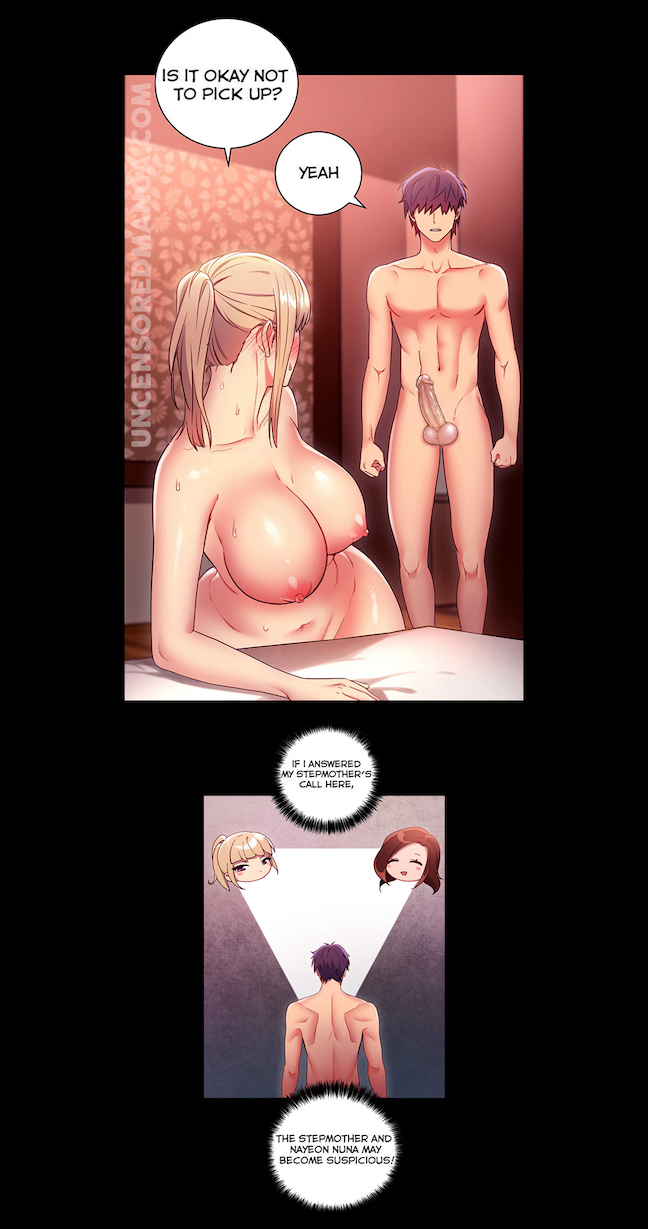 IS IT OKAY NOT
TO PICK UP?
YEAH
UNCENSOREDMANGA.COM
IF I ANSWERED
MY STEPMOTHER'S
CALL HERE,
THE STEPMOTHER AND
NAYEON NUNA MAY
BECOME SUSPICIOUS!